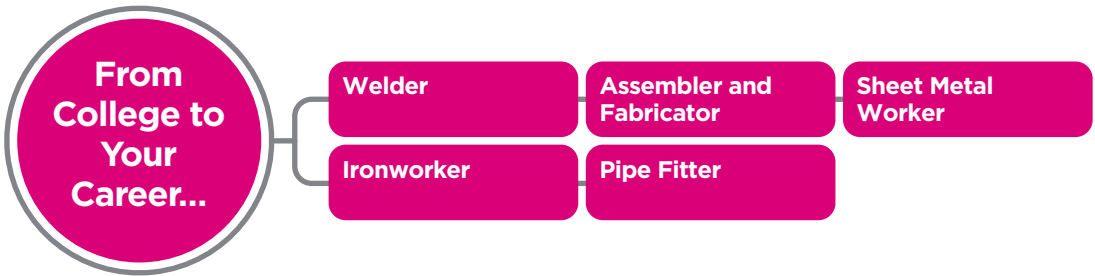 From
College to
Your
Career...
Welder
Assembler and
Fabricator
Sheet Metal
Worker
Ironworker
Pipe Fitter